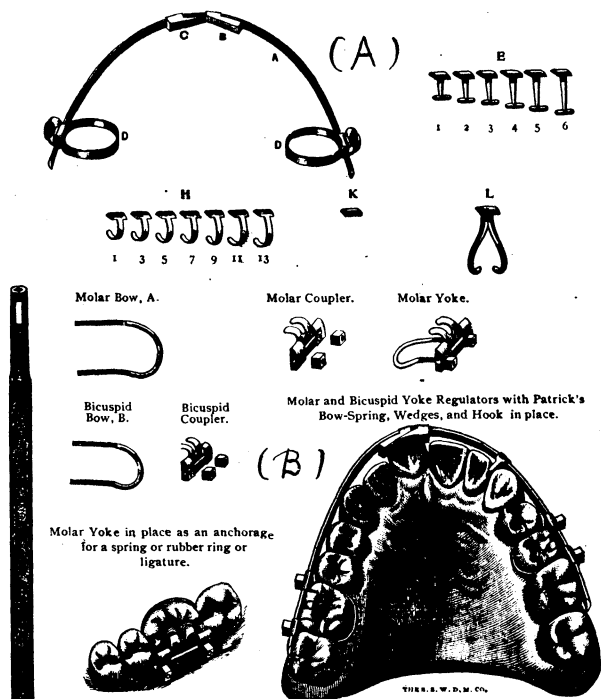 C B A (A)
D D
E
1 2 3 4 5 6
H K L
1 3 5 7 9 11 13
Molar Bow, A. Molar Coupler. Molar Yoke.
Bicuspid
Bow, B.
Bicuspid
Coupler.
Molar and Bicuspid Yoke Regulators with Patrick's
Bow-Spring, Wedges, and Hook in place.
(B)
Molar Yoke in place as an anchorage
for a spring or rubber ring or
ligature.
THE S. S. W. D. M. CO.